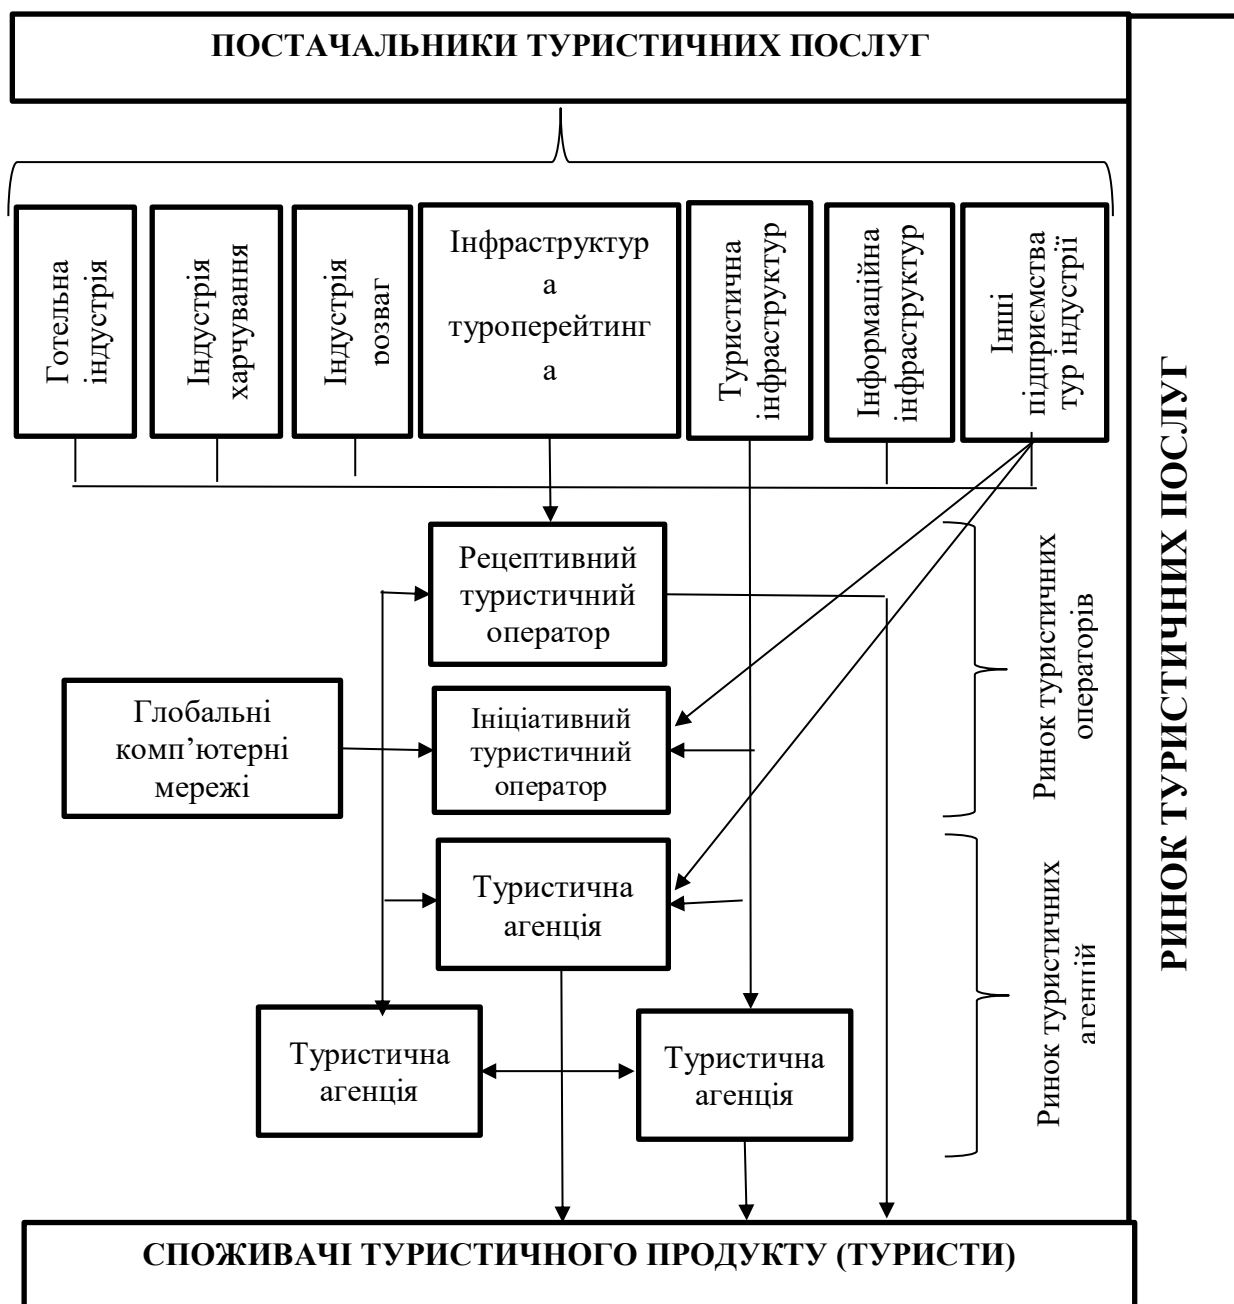 ПОСТАЧАЛЬНИКИ ТУРИСТИЧНИХ ПОСЛУГ
Готельна
індустрія
Індустрія
харчування
Індустрія
розваг
Інфраструктур
а
туроперейтинг
а
Туристична
інфраструктур
Інформаційна
інфраструктур
Інші
підприємства
тур індустрії
Рецептивний
туристичний
оператор
Глобальні
комп’ютерні
мережі
Ініціативний
туристичний
оператор
Туристична
агенція
Туристична
агенція
Туристична
агенція
Ринок туристичних
операторів
Ринок туристичних
агенцій
РИНОК ТУРИСТИЧНИХ ПОСЛУГ
СПОЖИВАЧІ ТУРИСТИЧНОГО ПРОДУКТУ (ТУРИСТИ)